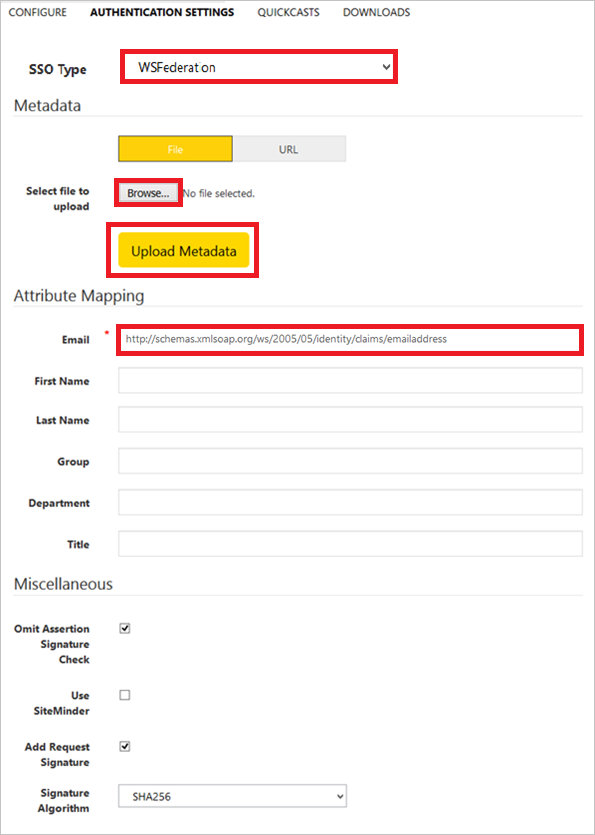 CONFIGURE AUTHENTICATION SETTINGS QUICKCASTS DOWNLOADS
SSO Type WSFederation
Metadata
File URL
Select file to
upload
Browse... No file selected.
Upload Metadata
Attribute Mapping
Email * http://schemas.xmlsoap.org/ws/2005/05/identity/claims/emailaddress
First Name
Last Name
Group
Department
Title
Miscellaneous
Omit Assertion
Signature
Check
Use
SiteMinder
Add Request
Signature
Signature
Algorithm
SHA256